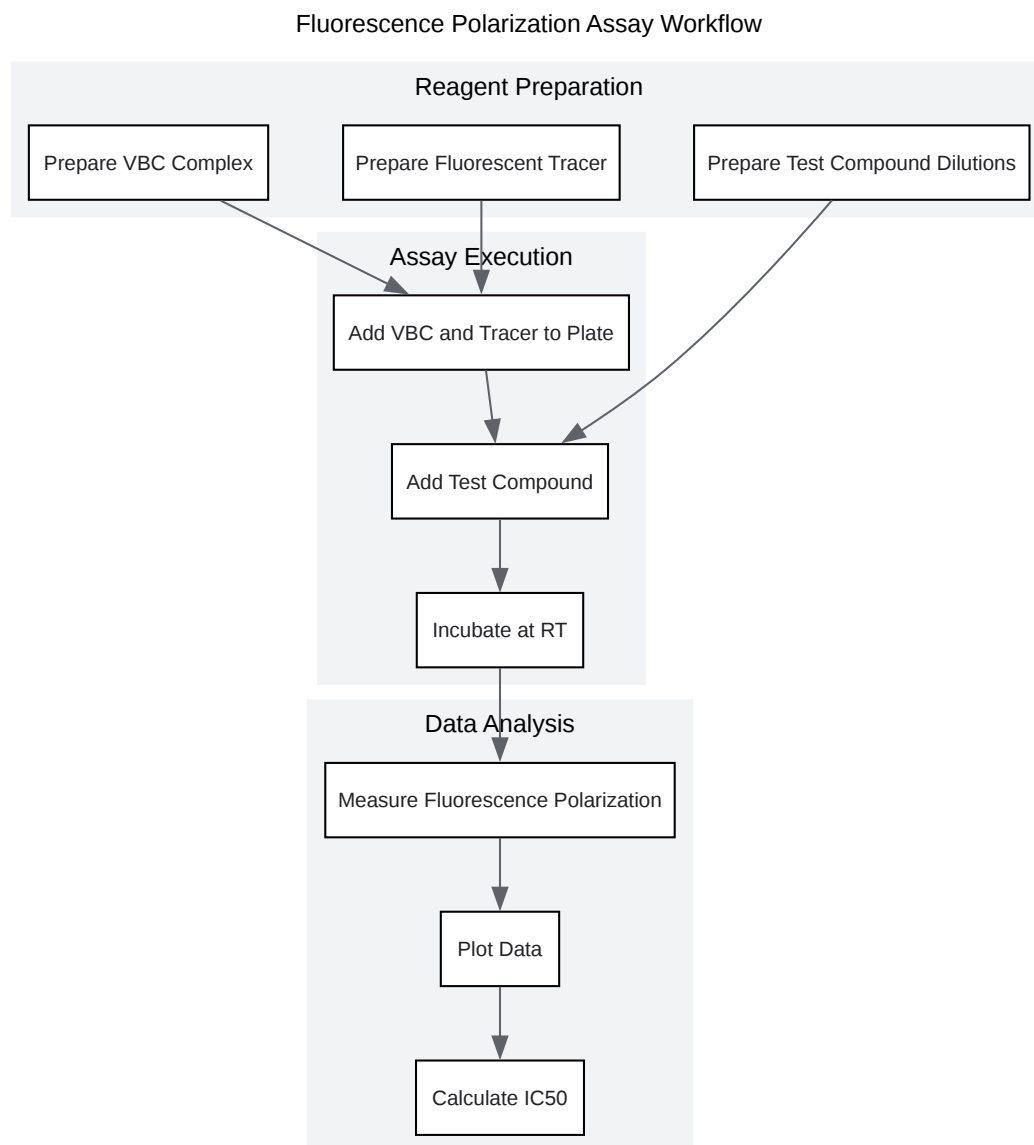 Fluorescence Polarization Assay Workflow
Reagent Preparation
Prepare VBC Complex
Prepare Fluorescent Tracer
Prepare Test Compound Dilutions
Assay Execution
Add VBC and Tracer to Plate
Add Test Compound
Incubate at RT
Data Analysis
Measure Fluorescence Polarization
Plot Data
Calculate IC50